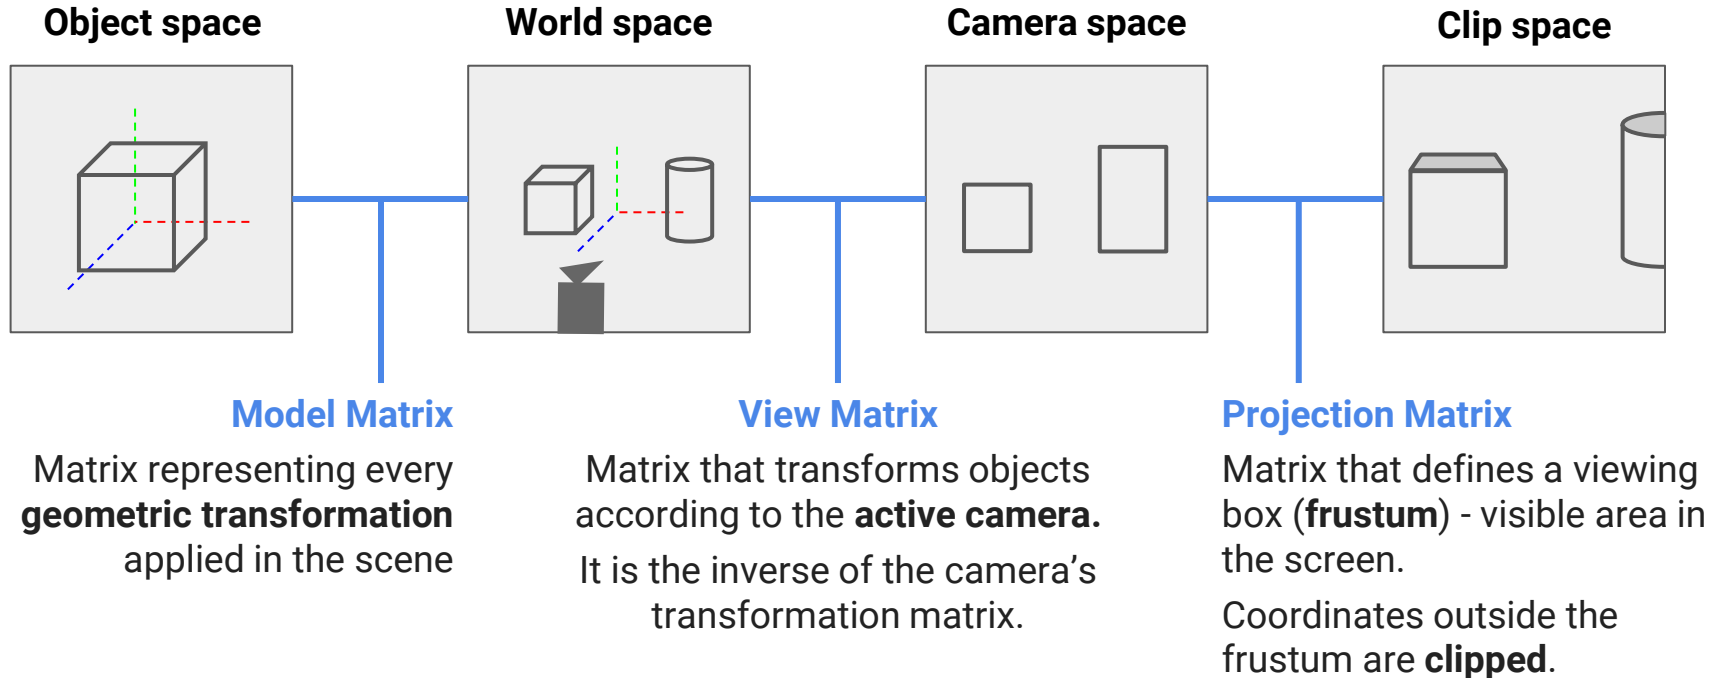 Object space
World space
Camera space
Clip space
Model Matrix
Matrix representing every
geometric transformation
applied in the scene
View Matrix
Matrix that transforms objects
according to the active camera.
It is the inverse of the camera’s
transformation matrix.
Projection Matrix
Matrix that defines a viewing
box (frustum) - visible area in
the screen.
Coordinates outside the
frustum are clipped.